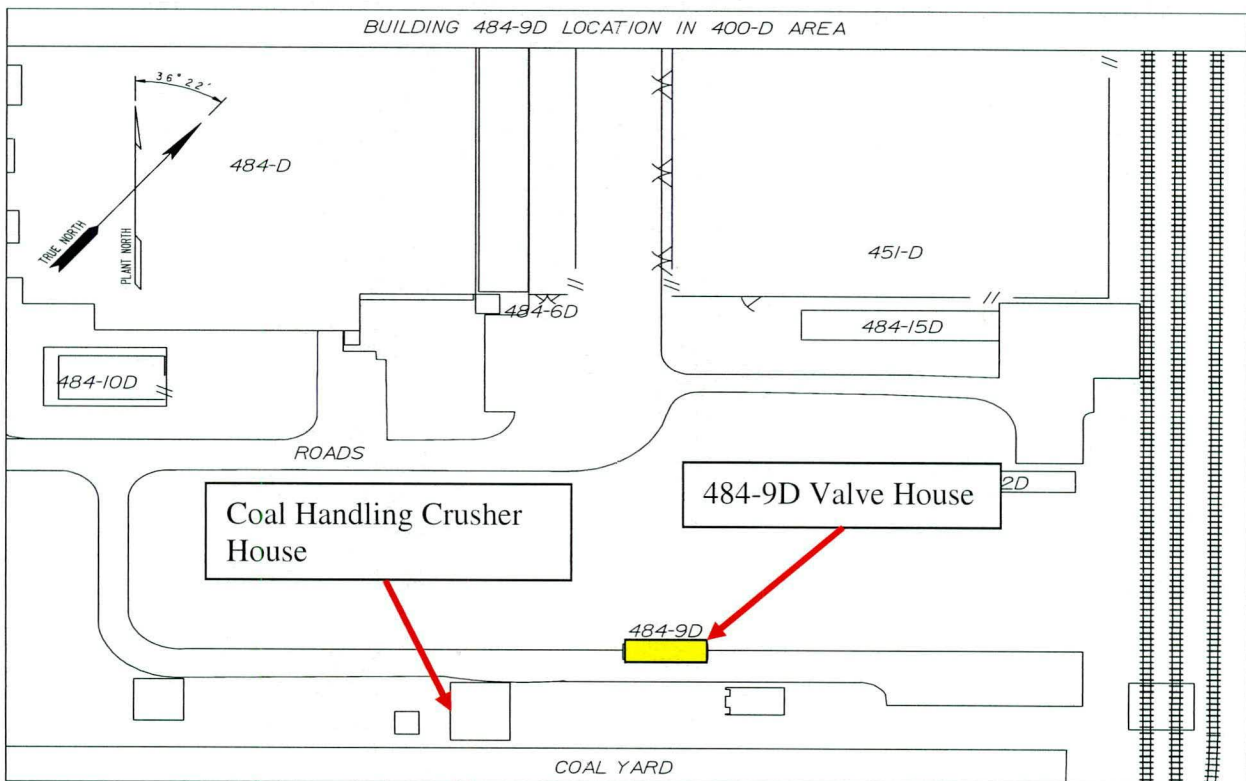 BUILDING 484-9D LOCATION IN 400-D AREA
36° 22'
484-D
TRUE NORTH
PLANT NORTH
451-D
484-6D
484-15D
484-10D
ROADS
484-9D Valve House
2D
Coal Handling Crusher
House
484-9D
COAL YARD